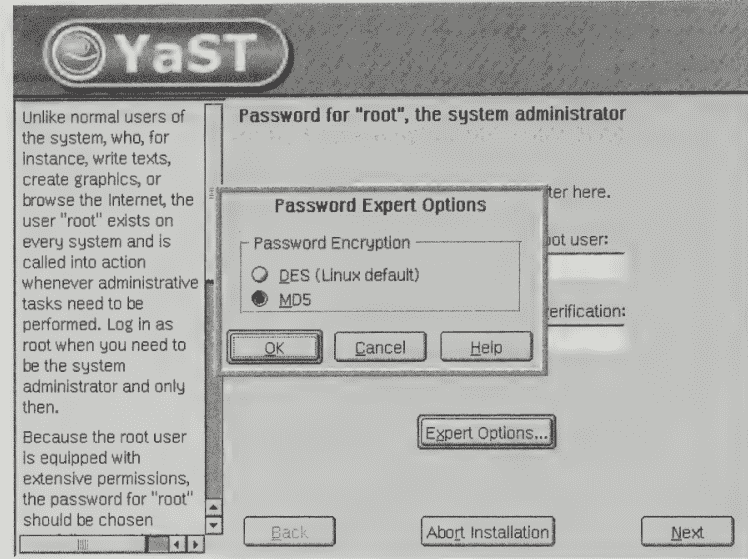 YaST
Unlike normal users of
the system, who, for
instance, write texts,
create graphics, or
browse the Internet, the
user "root" exists on
every system and is
called into action
whenever administrative
tasks need to be
performed. Log in as
root when you need to
be the system
administrator and only
then.
Because the root user
is equipped with
extensive permissions,
the password for "root"
should be chosen
Password for "root", the system administrator
here.
user:
Password Expert Options
Password Encryption
DES (Linux default)
MD5
OK
Cancel
Help
Expert Options...
Back
Abort Installation
Next